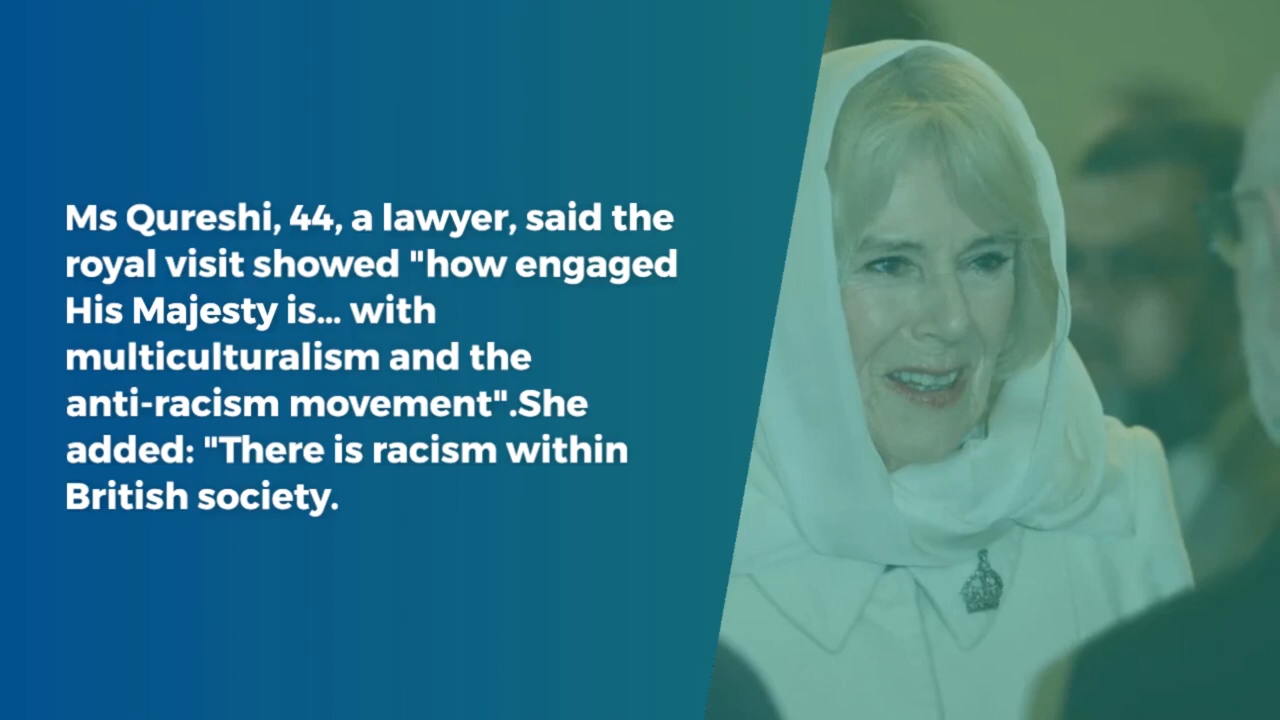 Ms Qureshi, 44, a lawyer, said the
royal visit showed "how engaged
His Majesty is... with
multiculturalism and the
anti-racism movement".She
added: "There is racism within
British society.